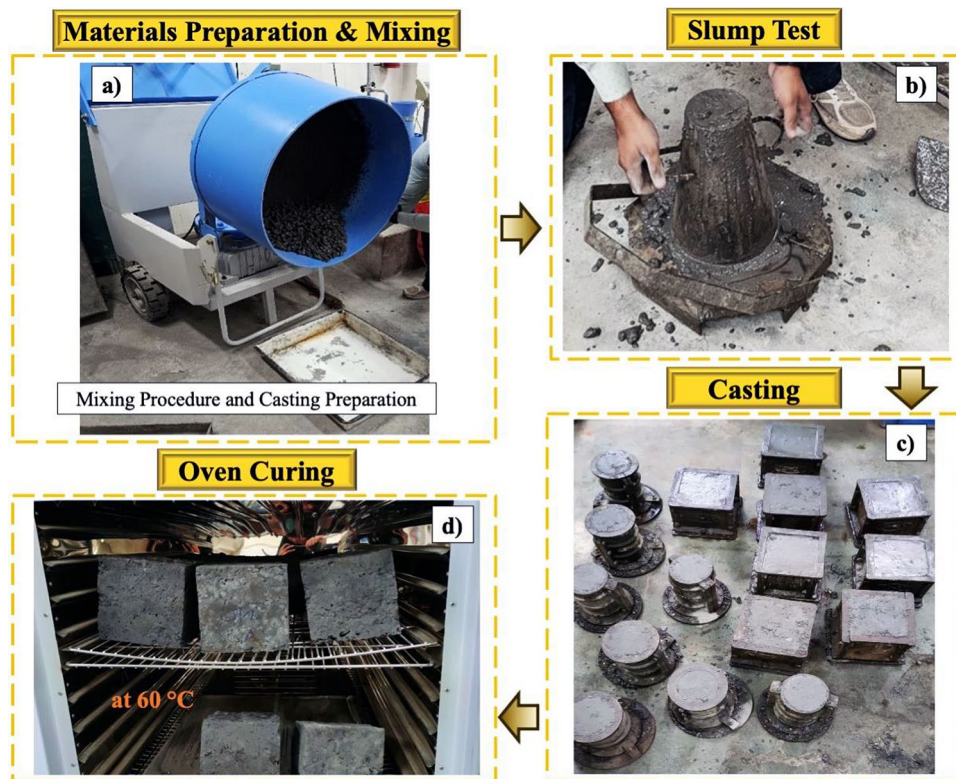 Materials Preparation & Mixing
a)
Mixing Procedure and Casting Preparation
Slump Test
b)
Casting
c)
Oven Curing
d)
at 60 °C